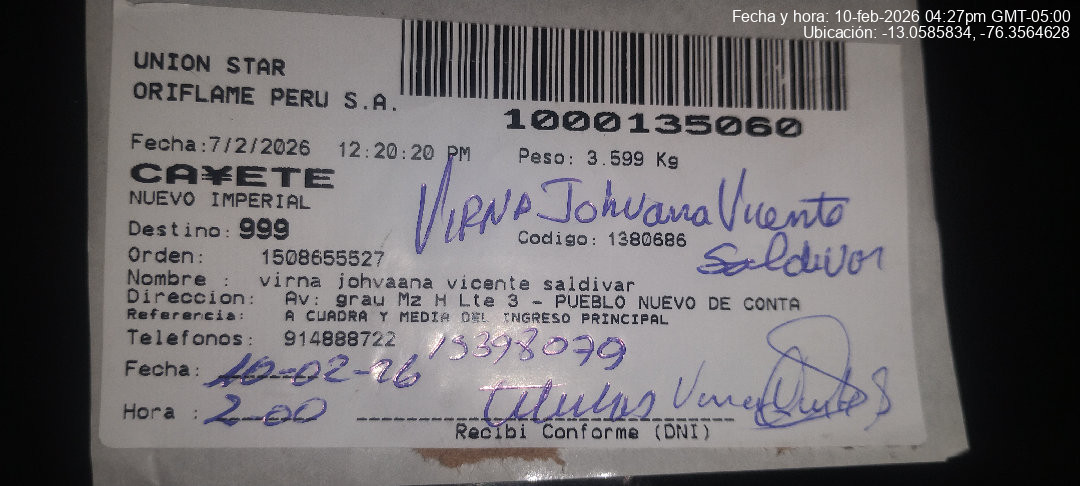 Fecha y hora: 10-feb-2026 04:27pm GMT-05:00
Ubicación: -13.0585834, -76.3564628
UNION STAR
ORIFLAME PERU S.A.
1000135060
Fecha:7/2/2026 12:20:20 PM
Peso: 3.599 Kg
CA¥ETE
NUEVO IMPERIAL
VIRNA Johvana Vicente
Saldivar
Destino: 999
Codigo: 1380686
Orden: 1508655527
Nombre : virna johvaana vicente saldivar
Direccion: Av: grau Mz H Lte 3 - PUEBLO NUEVO DE CONTA
Referencia: A CUADRA Y MEDIA DEL INGRESO PRINCIPAL
Telefonos: 914888722
15398079
Fecha: 10-02-26
Hora : 2-00
titular
Recibi Conforme (DNI)